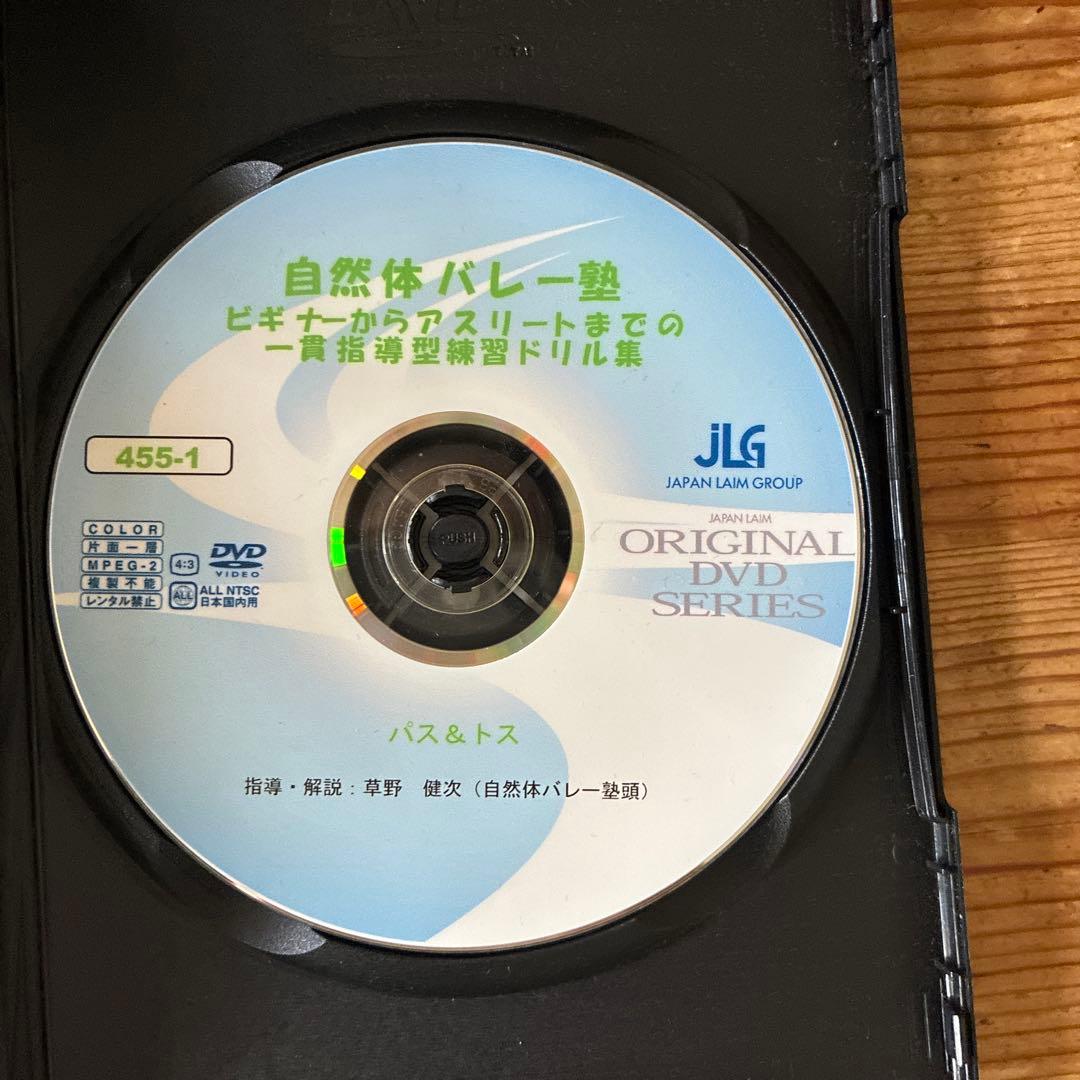 自然体バレー塾
ビギナーからアスリートまでの
一貫指導型練習ドリル集
455-1
JLG
JAPAN LAIM GROUP
JAPAN LAIM
ORIGINAL
DVD
SERIES
COLOR
片面一層
MPEG-2
複製不能
レンタル禁止
4:3
ALL
DVD
VIDEO
ALL NTSC
日本国内用
PUSH
パス&トス
指導・解説:草野 健次(自然体バレー塾頭)